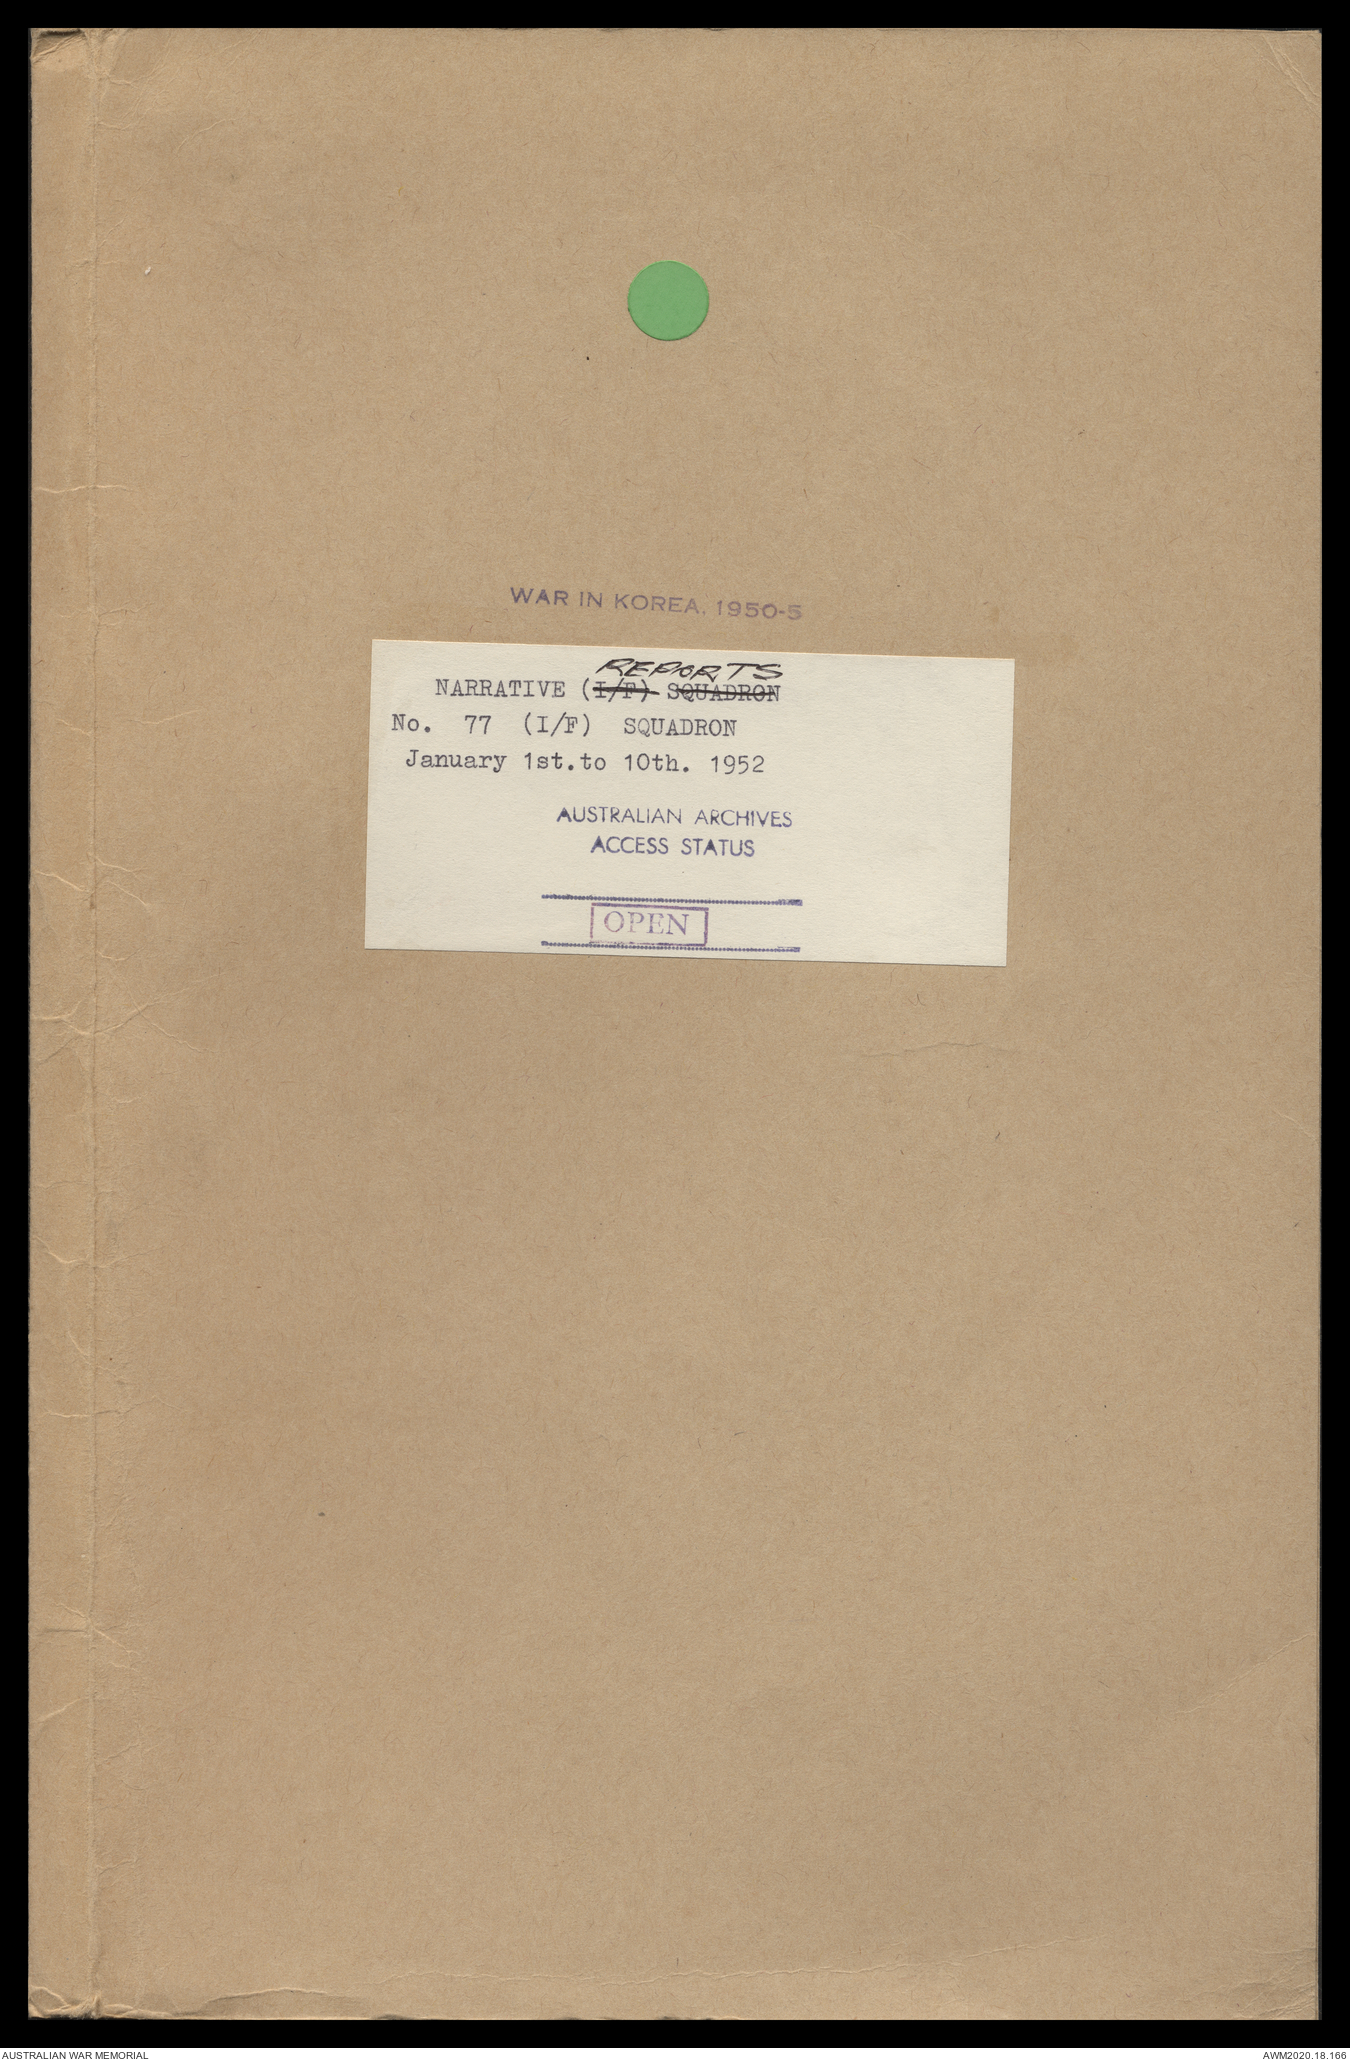 WAR IN KOREA, 1950-5
REPORTS
NARRATIVE (I/F) SQUADRON
No. 77 (I/F) SQUADRON
January 1st.to 10th. 1952
AUSTRALIAN ARCHIVES
ACCESS STATUS
OPEN
AUSTRALIAN WAR MEMORIAL
AWM2020.18.166